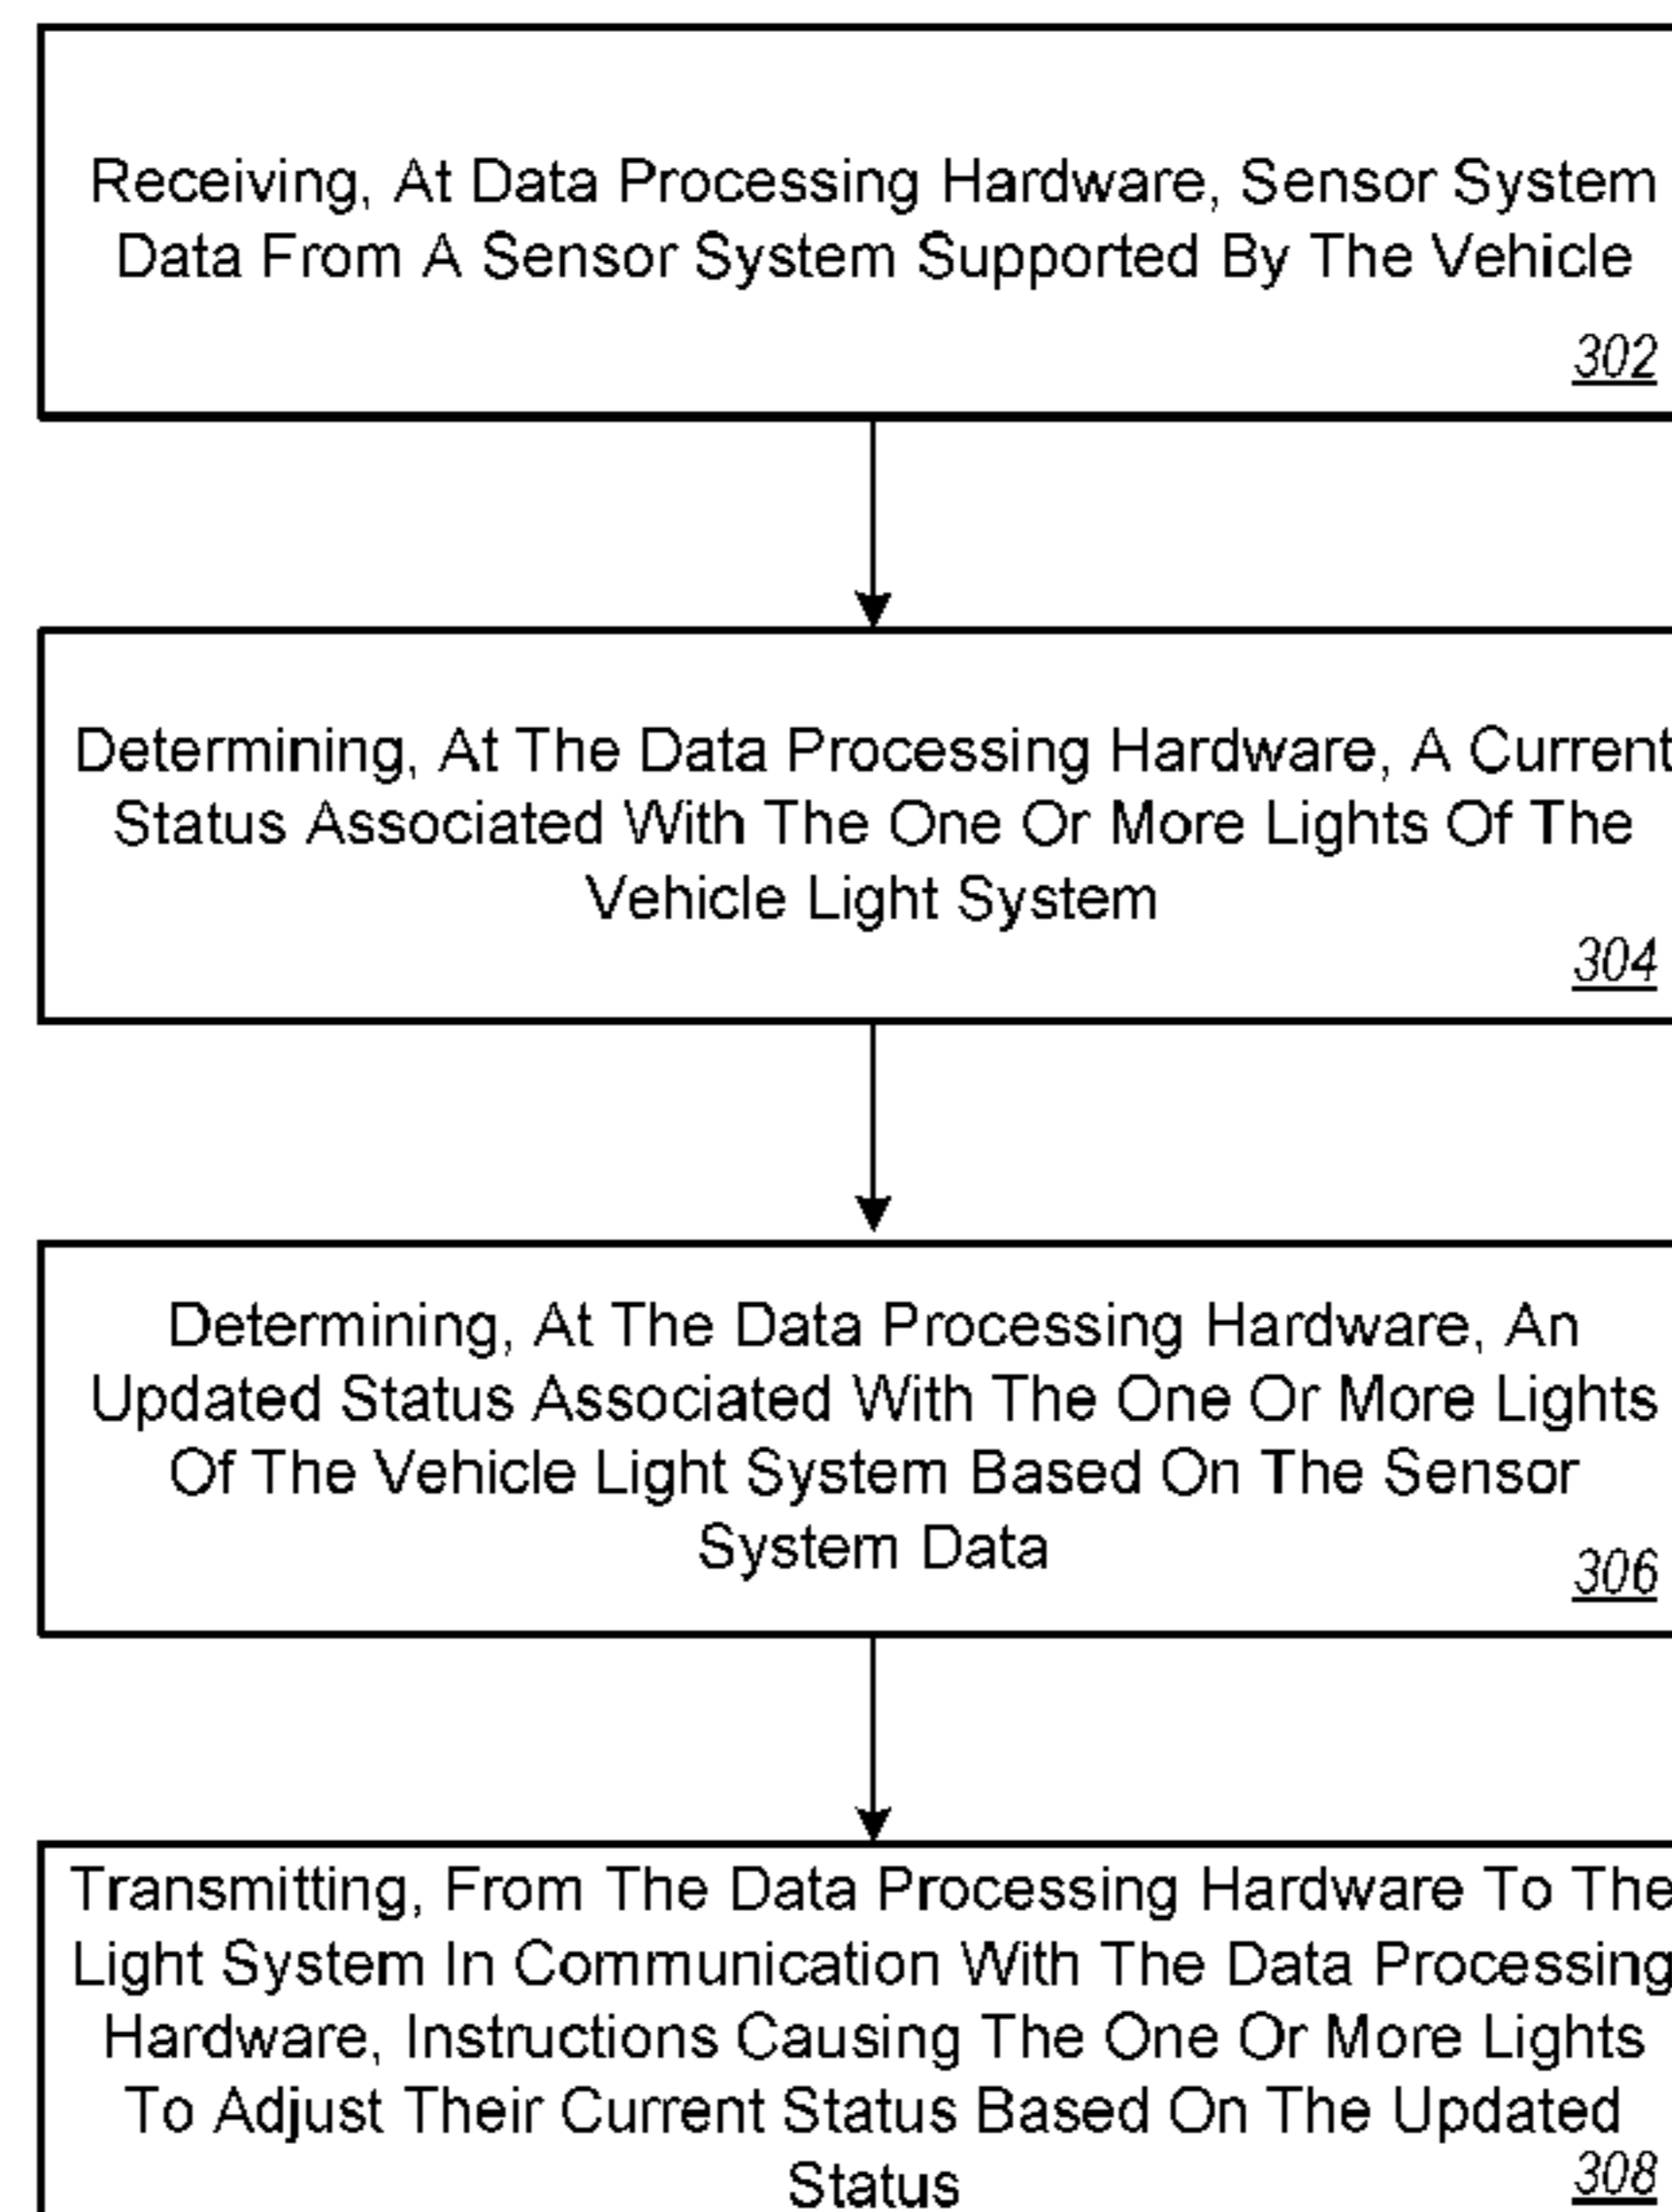 Receiving, At Data Processing Hardware, Sensor System
Data From A Sensor System Supported By The Vehicle
302
Determining, At The Data Processing Hardware, A Current
Status Associated With The One Or More Lights Of The
Vehicle Light System
304
Determining, At The Data Processing Hardware, An
Updated Status Associated With The One Or More Lights
Of The Vehicle Light System Based On The Sensor
System Data
306
Transmitting, From The Data Processing Hardware To The
Light System In Communication With The Data Processing
Hardware, Instructions Causing The One Or More Lights
To Adjust Their Current Status Based On The Updated
Status
308